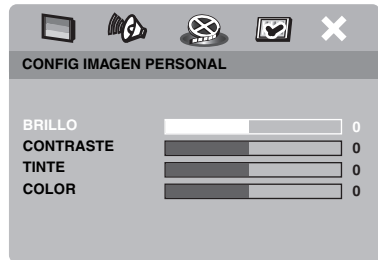 CONFIG IMAGEN PERSONAL
BRILLO 0
CONTRASTE 0
TINTE 0
COLOR 0